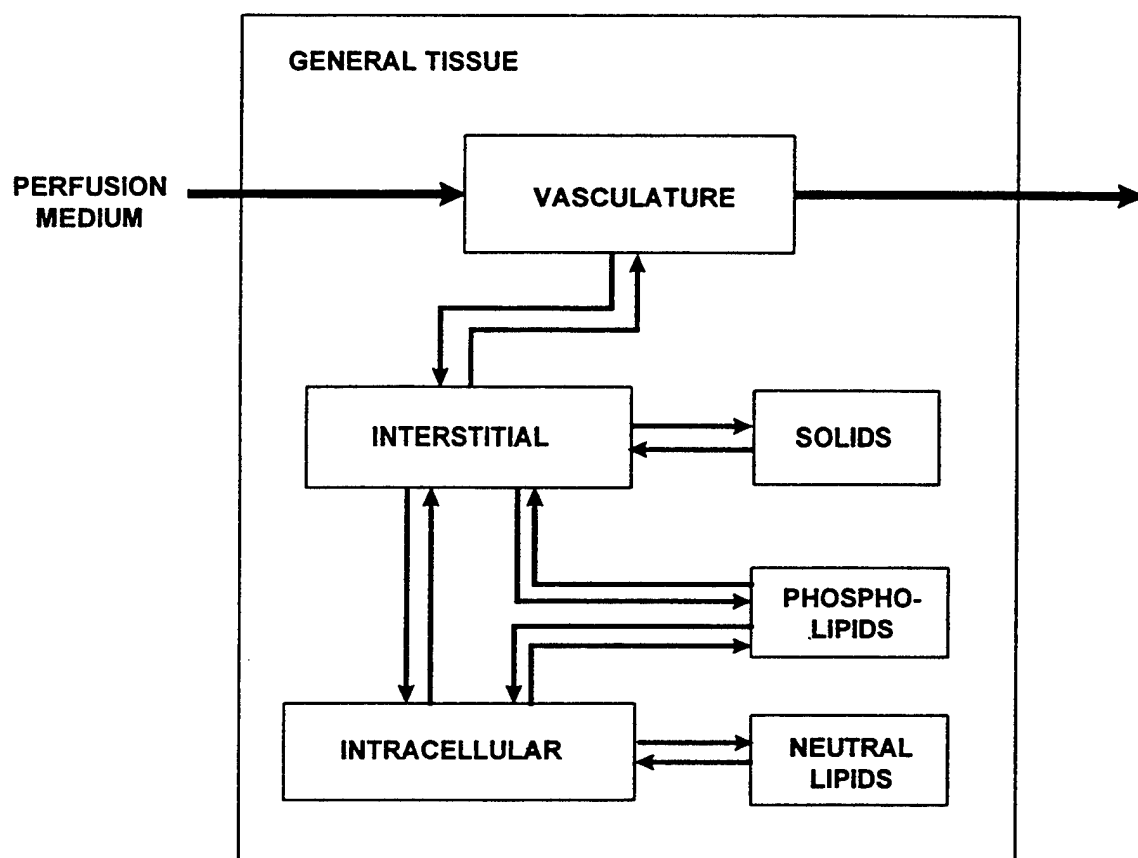 GENERAL TISSUE
PERFUSION
MEDIUM
VASCULATURE
INTERSTITIAL
SOLIDS
PHOSPHO-
LIPIDS
INTRACELLULAR
NEUTRAL
LIPIDS